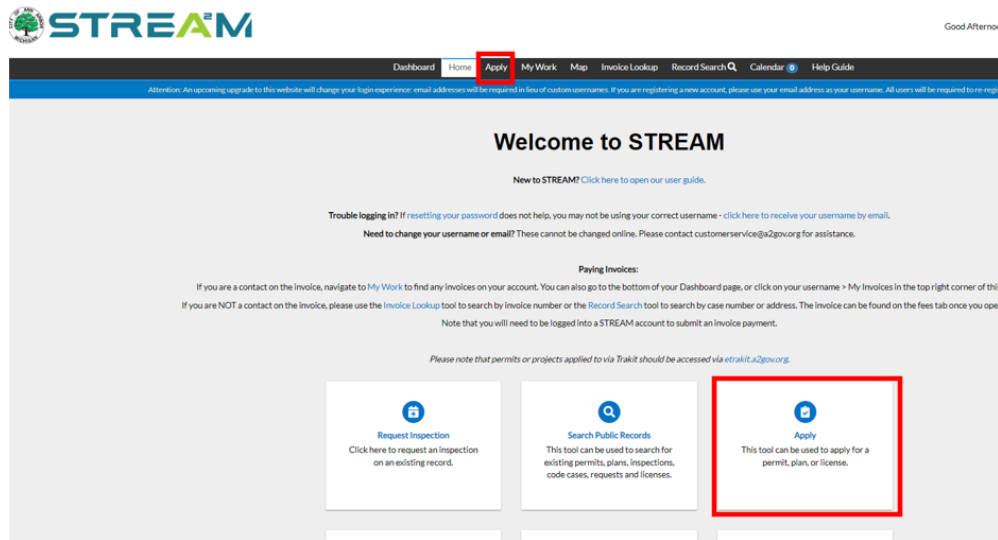 CITY OF ANN ARBOR
MICHIGAN
STREA²M
Good Afternoo
Dashboard Home Apply My Work Map Invoice Lookup Record Search Calendar 0 Help Guide
Attention: An upcoming upgrade to this website will change your login experience: email addresses will be required in lieu of custom usernames. If you are registering a new account, please use your email address as your username. All users will be required to re-regi
Welcome to STREAM
New to STREAM? Click here to open our user guide.
Trouble logging in? If resetting your password does not help, you may not be using your correct username - click here to receive your username by email.
Need to change your username or email? These cannot be changed online. Please contact customerservice@a2gov.org for assistance.
Paying Invoices:
If you are a contact on the invoice, navigate to My Work to find any invoices on your account. You can also go to the bottom of your Dashboard page, or click on your username > My Invoices in the top right corner of this
If you are NOT a contact on the invoice, please use the Invoice Lookup tool to search by invoice number or the Record Search tool to search by case number or address. The invoice can be found on the fees tab once you ope
Note that you will need to be logged into a STREAM account to submit an invoice payment.
Please note that permits or projects applied to via Trakit should be accessed via etrakit.a2gov.org.
Request Inspection
Click here to request an inspection
on an existing record.
Search Public Records
This tool can be used to search for
existing permits, plans, inspections,
code cases, requests and licenses.
Apply
This tool can be used to apply for a
permit, plan, or license.